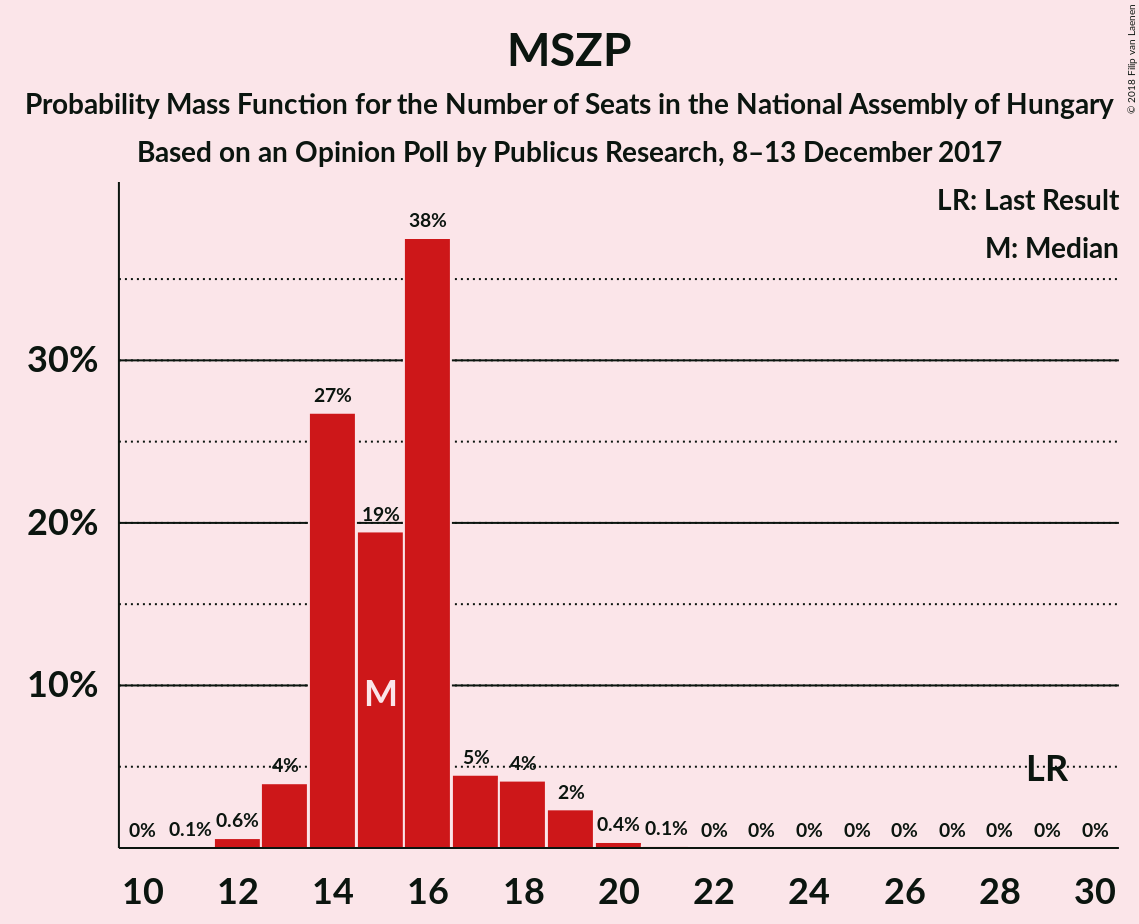 MSZP
Probability Mass Function for the Number of Seats in the National Assembly of Hungary
Based on an Opinion Poll by Publicus Research, 8–13 December 2017
© 2018 Filip van Laenen
LR: Last Result
M: Median
38%
30%
27%
20%
19%
10%
M
LR
0% 0.1% 0.6% 4% 5% 4% 2% 0.4% 0.1% 0% 0% 0% 0% 0% 0% 0% 0% 0%
10 12 14 16 18 20 22 24 26 28 30